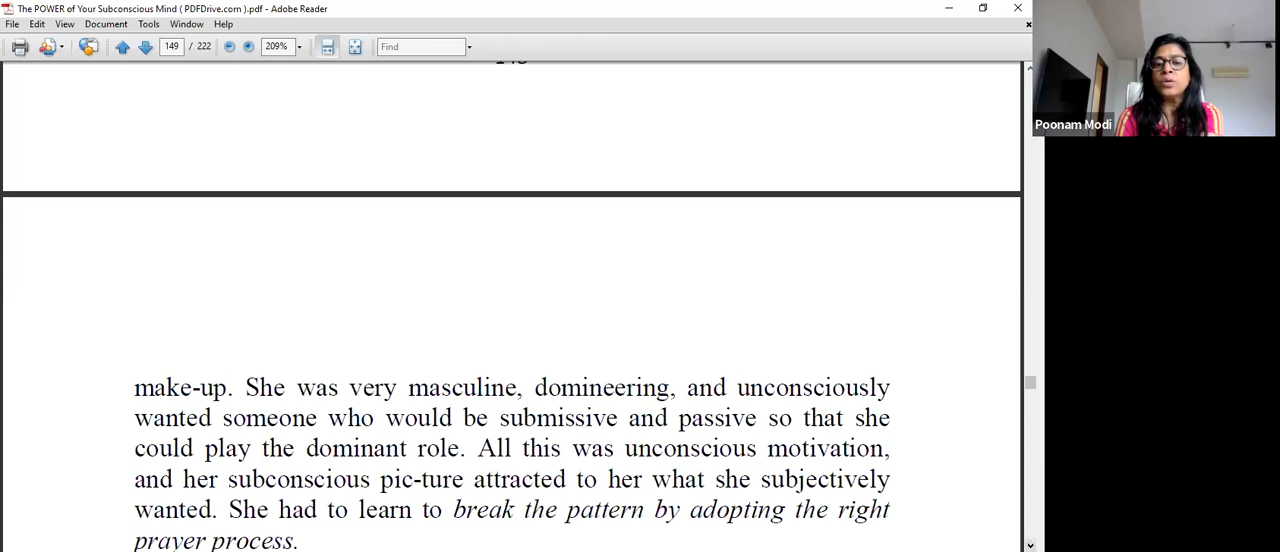 The POWER of Your Subconscious Mind ( PDFDrive.com ).pdf - Adobe Reader
File Edit View Document Tools Window Help
149 / 222 209% Find
Poonam Modi
make-up. She was very masculine, domineering, and unconsciously
wanted someone who would be submissive and passive so that she
could play the dominant role. All this was unconscious motivation,
and her subconscious pic-ture attracted to her what she subjectively
wanted. She had to learn to break the pattern by adopting the right
prayer process.